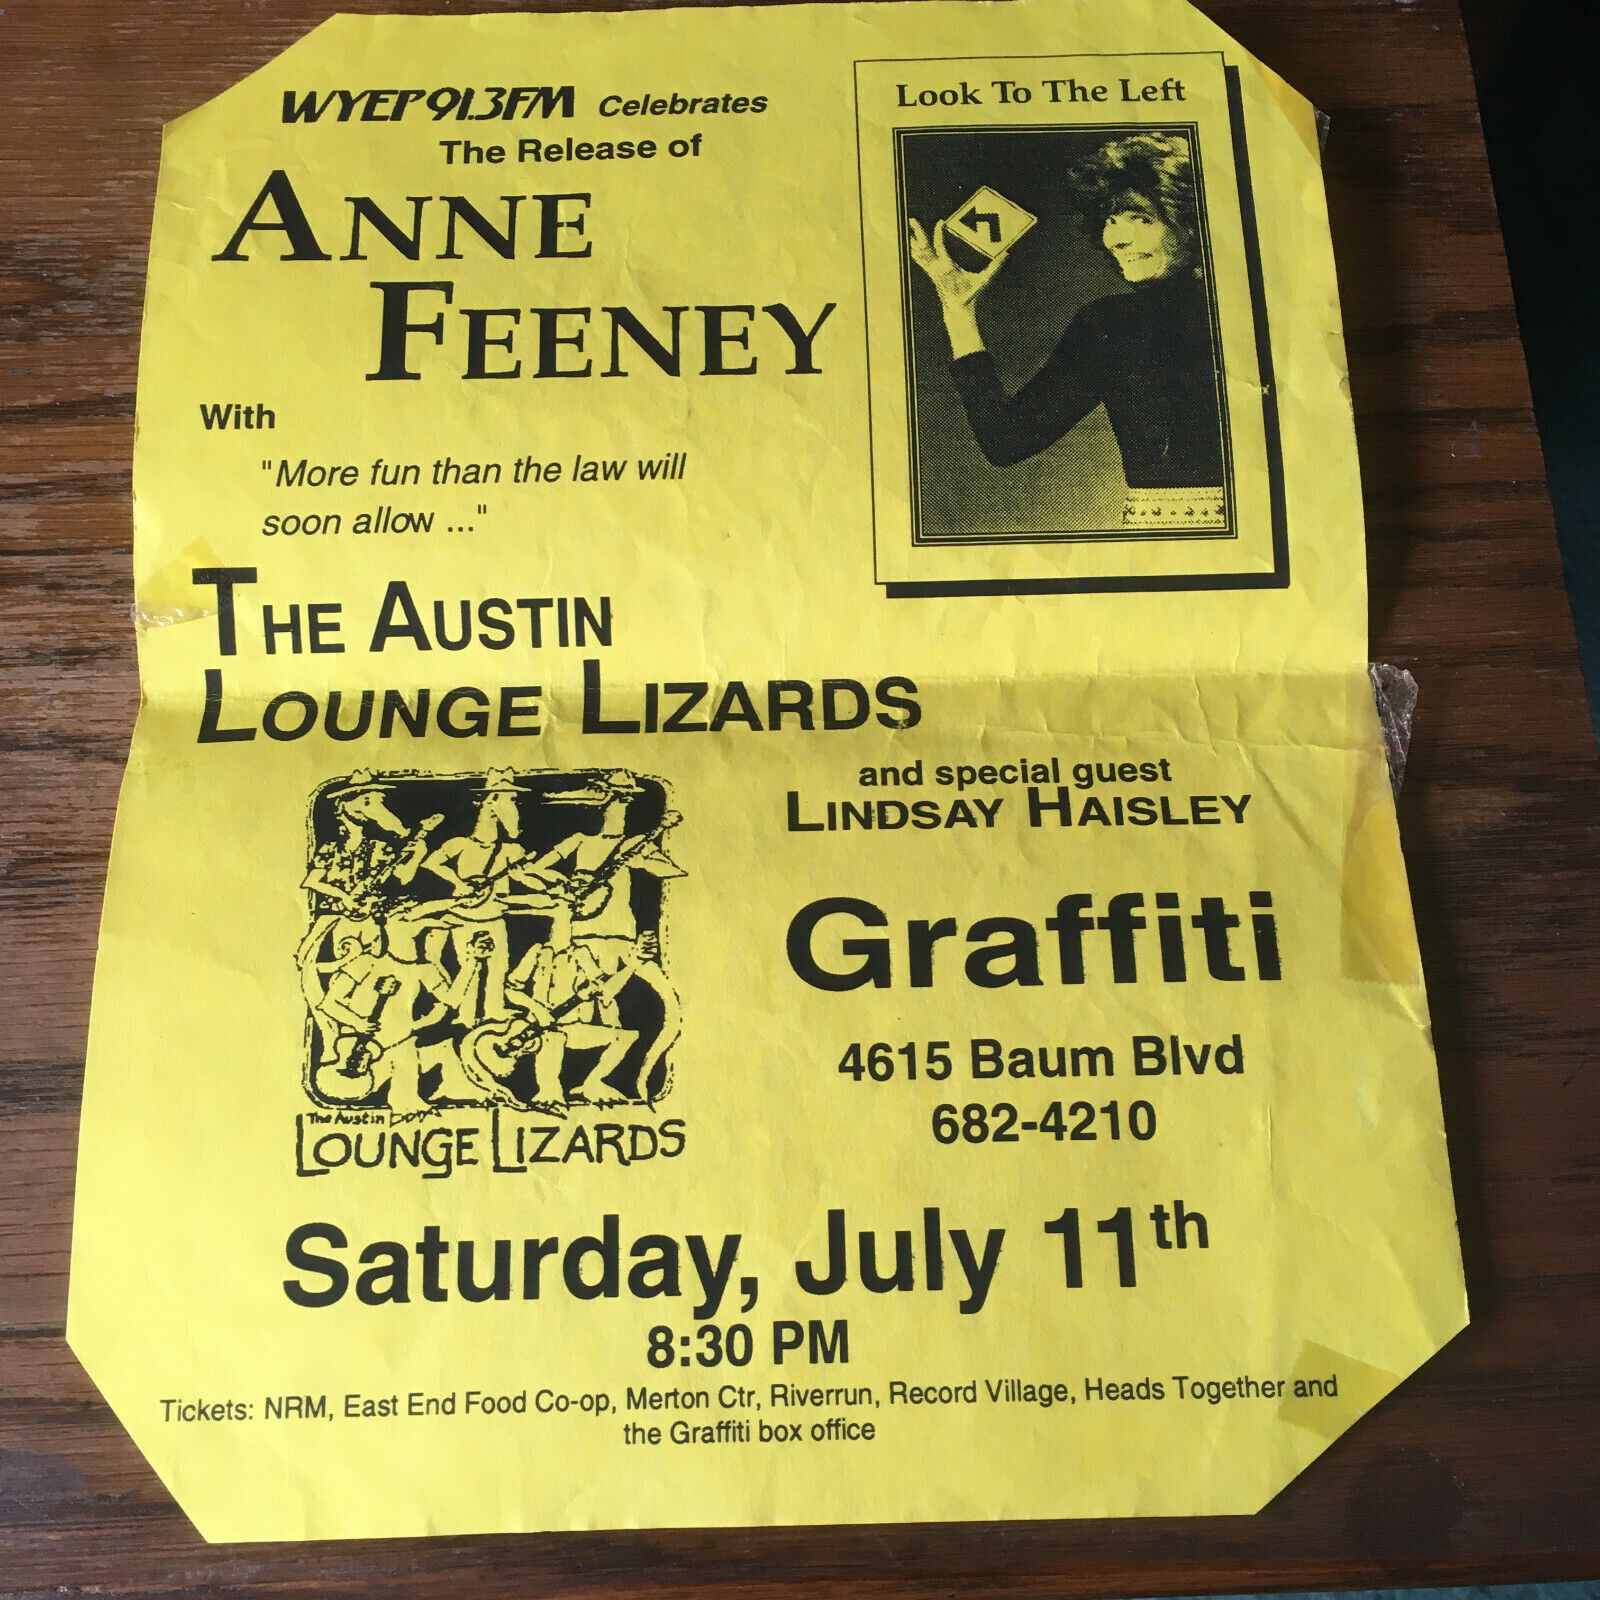 WYEP 91.3FM Celebrates
The Release of
ANNE
FEENEY
With
"More fun than the law will
soon allow ..."
THE AUSTIN
LOUNGE LIZARDS
Look To The Left
and special guest
LINDSAY HAISLEY
Graffiti
4615 Baum Blvd
682-4210
The Austin
LOUNGE LIZARDS
Saturday, July 11th
8:30 PM
Tickets: NRM, East End Food Co-op, Merton Ctr, Riverrun, Record Village, Heads Together and
the Graffiti box office